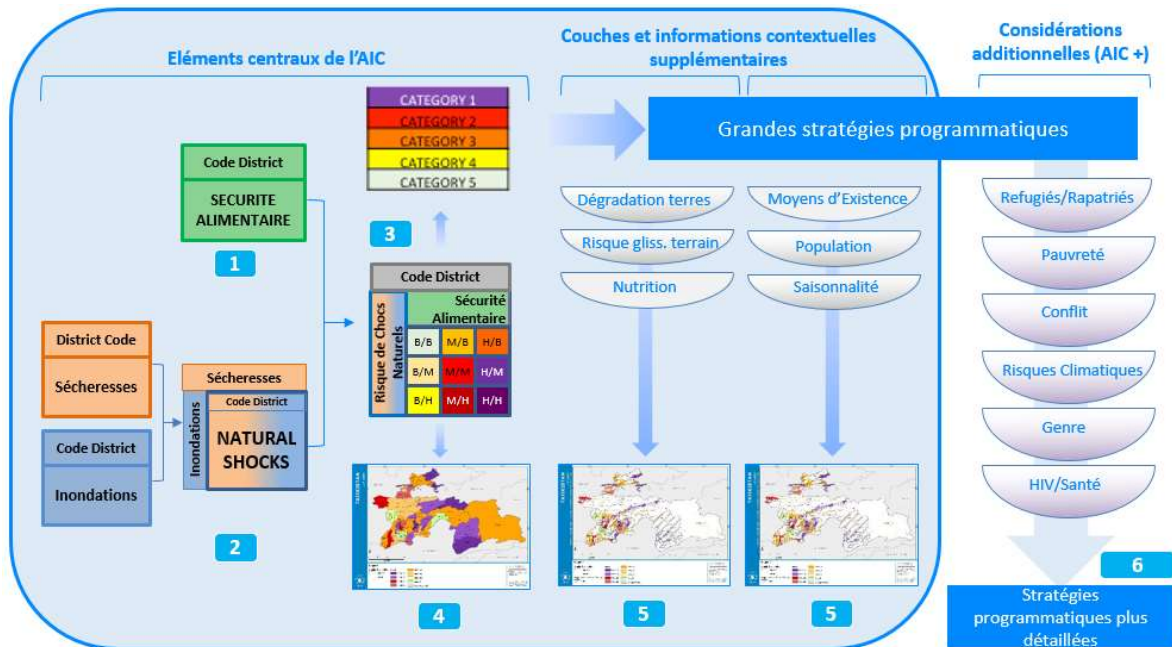 Eléments centraux de l'AIC
Couches et informations contextuelles
supplémentaires
Considérations
additionnelles (AIC +)
CATEGORY 1
CATEGORY 2
CATEGORY 3
CATEGORY 4
CATEGORY 5
Grandes stratégies programmatiques
Code District
SECURITE
ALIMENTAIRE
1
3
Code District
Risque de Chocs
Naturels
Sécurité
Alimentaire
B/B M/B H/B
B/M M/M H/M
B/H M/H H/H
District Code
Sécheresses
Code District
Inondations
Sécheresses
Inondations
Code District
NATURAL
SHOCKS
2
Dégradation terres
Risque gliss. terrain
Nutrition
Moyens d'Existence
Population
Saisonnalité
Refugiés/Rapatriés
Pauvreté
Conflit
Risques Climatiques
Genre
HIV/Santé
4
5
5
6
Stratégies
programmatiques plus
détaillées